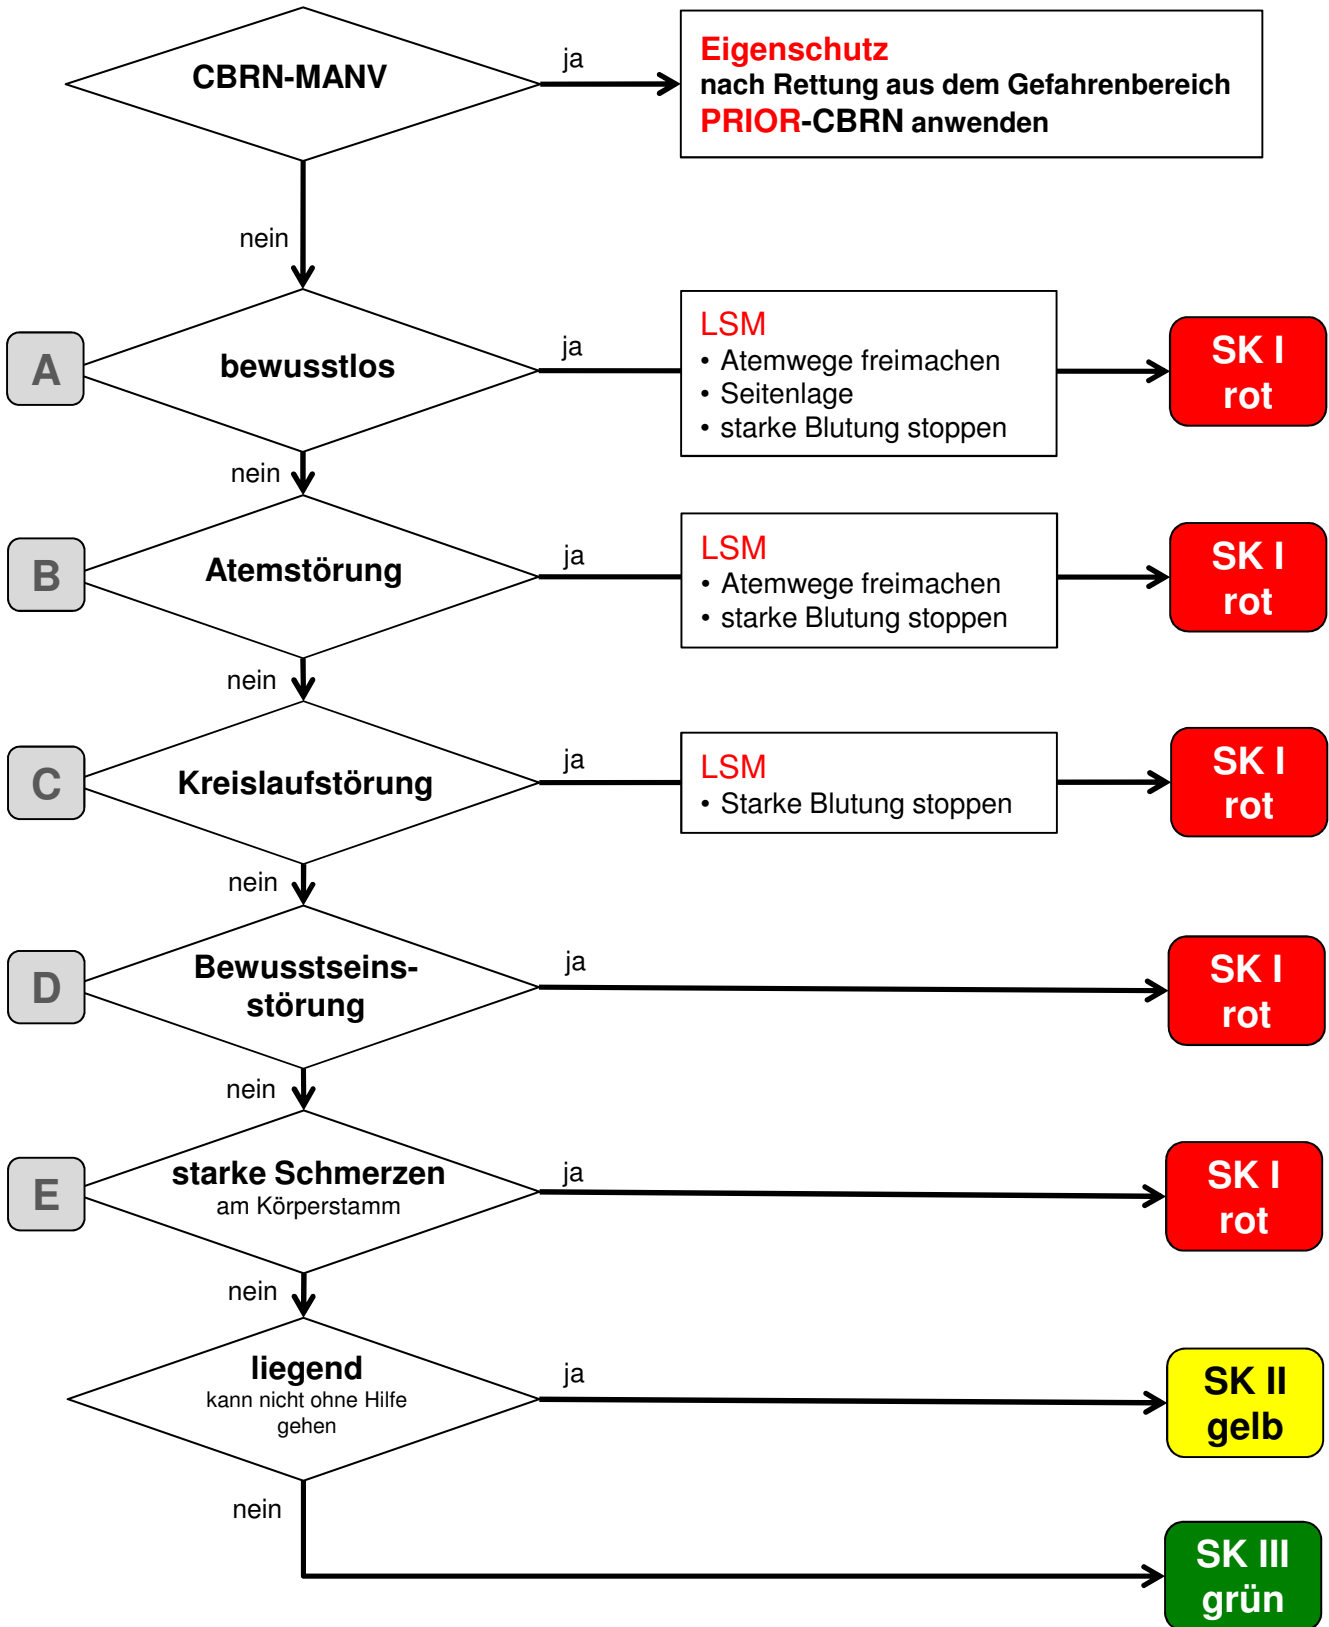 CBRN-MANV
ja
Eigenschutz
nach Rettung aus dem Gefahrenbereich
PRIOR-CBRN anwenden
nein
A
bewusstlos
ja
LSM
• Atemwege freimachen
• Seitenlage
• starke Blutung stoppen
SK I
rot
nein
B
Atemstörung
ja
LSM
• Atemwege freimachen
• starke Blutung stoppen
SK I
rot
nein
C
Kreislaufstörung
ja
LSM
• Starke Blutung stoppen
SK I
rot
nein
D
Bewusstseins-
störung
ja
SK I
rot
nein
E
starke Schmerzen
am Körperstamm
ja
SK I
rot
nein
liegend
kann nicht ohne Hilfe
gehen
ja
SK II
gelb
nein
SK III
grün